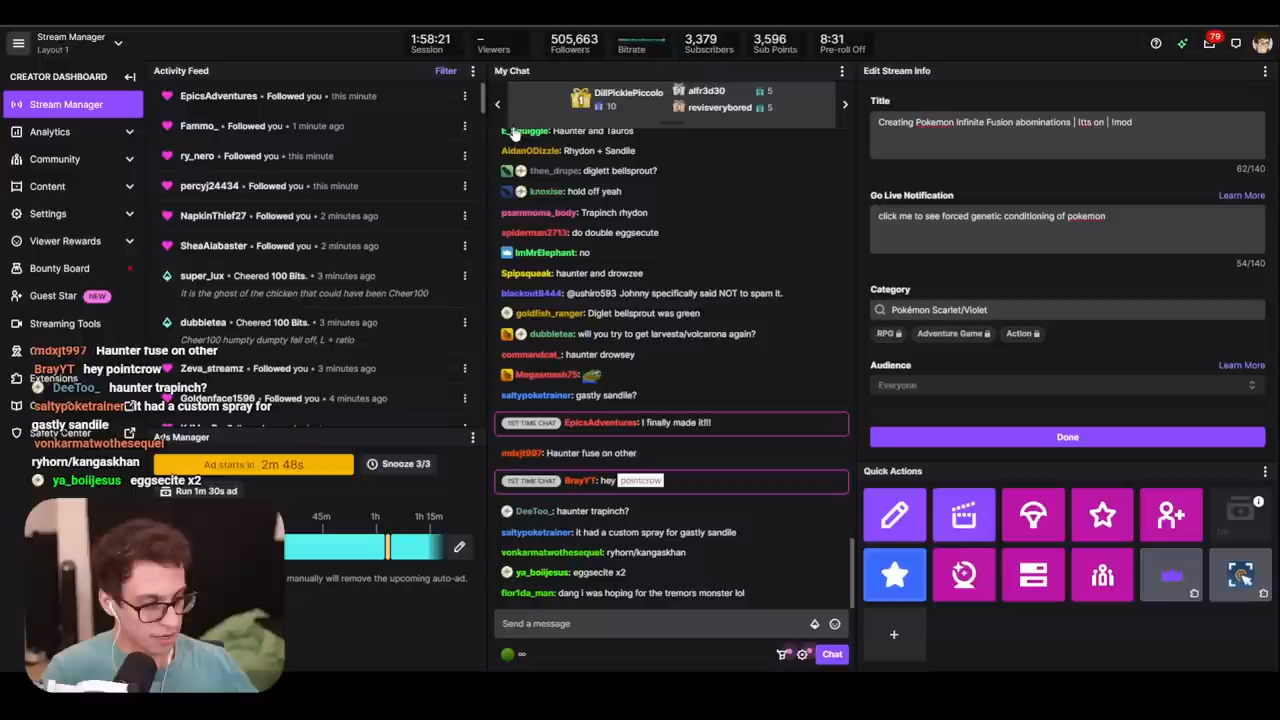 Stream Manager
Layout 1
1:58:21
Session
–
Viewers
505,663
Followers
Bitrate
3,379
Subscribers
3,596
Sub Points
8:31
Pre-roll Off
79
CREATOR DASHBOARD
Stream Manager
Analytics
Community
Content
Settings
Viewer Rewards
Bounty Board
Guest Star NEW
Streaming Tools
Extensions
Safety Center
mdxjt997 Haunter fuse on other
BrayYT hey pointcrow
DeeToo_ haunter trapinch?
saltypoketrainer it had a custom spray for
gastly sandile
vonkarmatwothesequel
ryhorn/kangaskhan
ya_boiijesus eggsecite x2
Activity Feed
Filter
EpicsAdventures • Followed you • this minute
Fammo_ • Followed you • 1 minute ago
ry_nero • Followed you • this minute
percyj24434 • Followed you • this minute
NapkinThief27 • Followed you • 2 minutes ago
SheaAlabaster • Followed you • 2 minutes ago
super_lux • Cheered 100 Bits. • 3 minutes ago
It is the ghost of the chicken that could have been Cheer100
dubbletea • Cheered 100 Bits. • 3 minutes ago
Cheer100 humpty dumpty fell off, L + ratio
Zeva_streamz • Followed you • 3 minutes ago
Goldenface1596 • Followed you • 4 minutes ago
Ads Manager
Ad starts in 2m 48s
Snooze 3/3
Run 1m 30s ad
45m
1h
1h 15m
manually will remove the upcoming auto-ad.
My Chat
1
DillPicklePiccolo
10
alfr3d30 5
revisverybored 5
Haunter and Tauros
AidanODizzle: Rhydon + Sandile
thee_drupe: diglett bellsprout?
knoxise: hold off yeah
psammoma_body: Trapinch rhydon
spiderman2713: do double eggsecute
ImMrElephant: no
Spipsqueak: haunter and drowzee
blackout8444: @ushiro593 Johnny specifically said NOT to spam it.
goldfish_ranger: Diglet bellsprout was green
dubbletea: will you try to get larvesta/volcarona again?
commandcat_: haunter drowsey
Megasmash75:
saltypoketrainer: gastly sandile?
1ST TIME CHAT EpicsAdventures: I finally made it!!!
mdxjt997: Haunter fuse on other
1ST TIME CHAT BrayYT: hey pointcrow
DeeToo_: haunter trapinch?
saltypoketrainer: it had a custom spray for gastly sandile
vonkarmatwothesequel: ryhorn/kangaskhan
ya_boiijesus: eggsecite x2
flor1da_man: dang i was hoping for the tremors monster lol
Send a message
∞
Chat
Edit Stream Info
Title
Creating Pokemon Infinite Fusion abominations | !tts on | !mod
62/140
Go Live Notification
Learn More
click me to see forced genetic conditioning of pokemon
54/140
Category
Pokémon Scarlet/Violet
RPG
Adventure Game
Action
Audience
Learn More
Everyone
Done
Quick Actions
1m
+